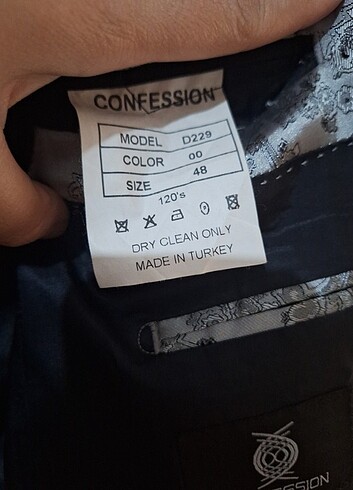 CONFESSION
MODEL D229
COLOR 00
SIZE 48
120's
DRY CLEAN ONLY
MADE IN TURKEY